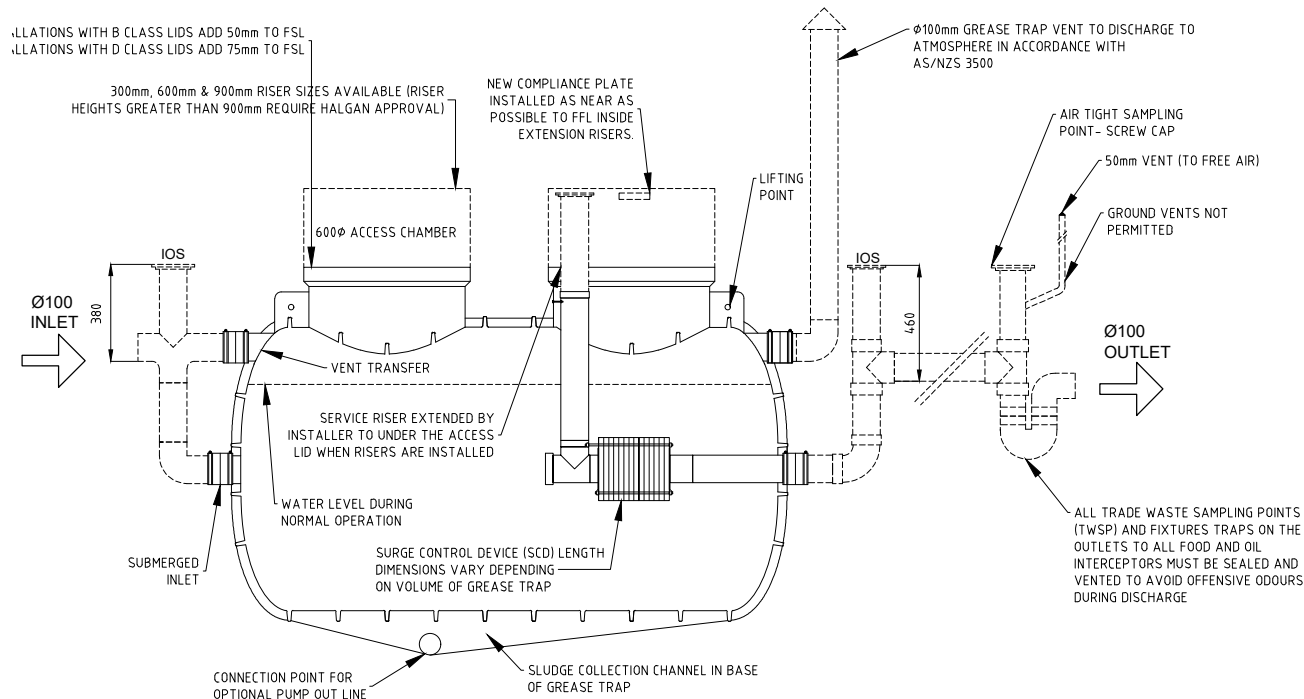 LLATIONS WITH B CLASS LIDS ADD 50mm TO FSL
LLATIONS WITH D CLASS LIDS ADD 75mm TO FSL
300mm, 600mm & 900mm RISER SIZES AVAILABLE (RISER
HEIGHTS GREATER THAN 900mm REQUIRE HALGAN APPROVAL)
NEW COMPLIANCE PLATE
INSTALLED AS NEAR AS
POSSIBLE TO FFL INSIDE
EXTENSION RISERS.
Ø100mm GREASE TRAP VENT TO DISCHARGE TO
ATMOSPHERE IN ACCORDANCE WITH
AS/NZS 3500
AIR TIGHT SAMPLING
POINT- SCREW CAP
50mm VENT (TO FREE AIR)
GROUND VENTS NOT
PERMITTED
LIFTING
POINT
600Ø ACCESS CHAMBER
IOS
380
Ø100
INLET
IOS
460
Ø100
OUTLET
VENT TRANSFER
SERVICE RISER EXTENDED BY
INSTALLER TO UNDER THE ACCESS
LID WHEN RISERS ARE INSTALLED
WATER LEVEL DURING
NORMAL OPERATION
SUBMERGED
INLET
SURGE CONTROL DEVICE (SCD) LENGTH
DIMENSIONS VARY DEPENDING
ON VOLUME OF GREASE TRAP
ALL TRADE WASTE SAMPLING POINTS
(TWSP) AND FIXTURES TRAPS ON THE
OUTLETS TO ALL FOOD AND OIL
INTERCEPTORS MUST BE SEALED AND
VENTED TO AVOID OFFENSIVE ODOURS
DURING DISCHARGE
CONNECTION POINT FOR
OPTIONAL PUMP OUT LINE
SLUDGE COLLECTION CHANNEL IN BASE
OF GREASE TRAP